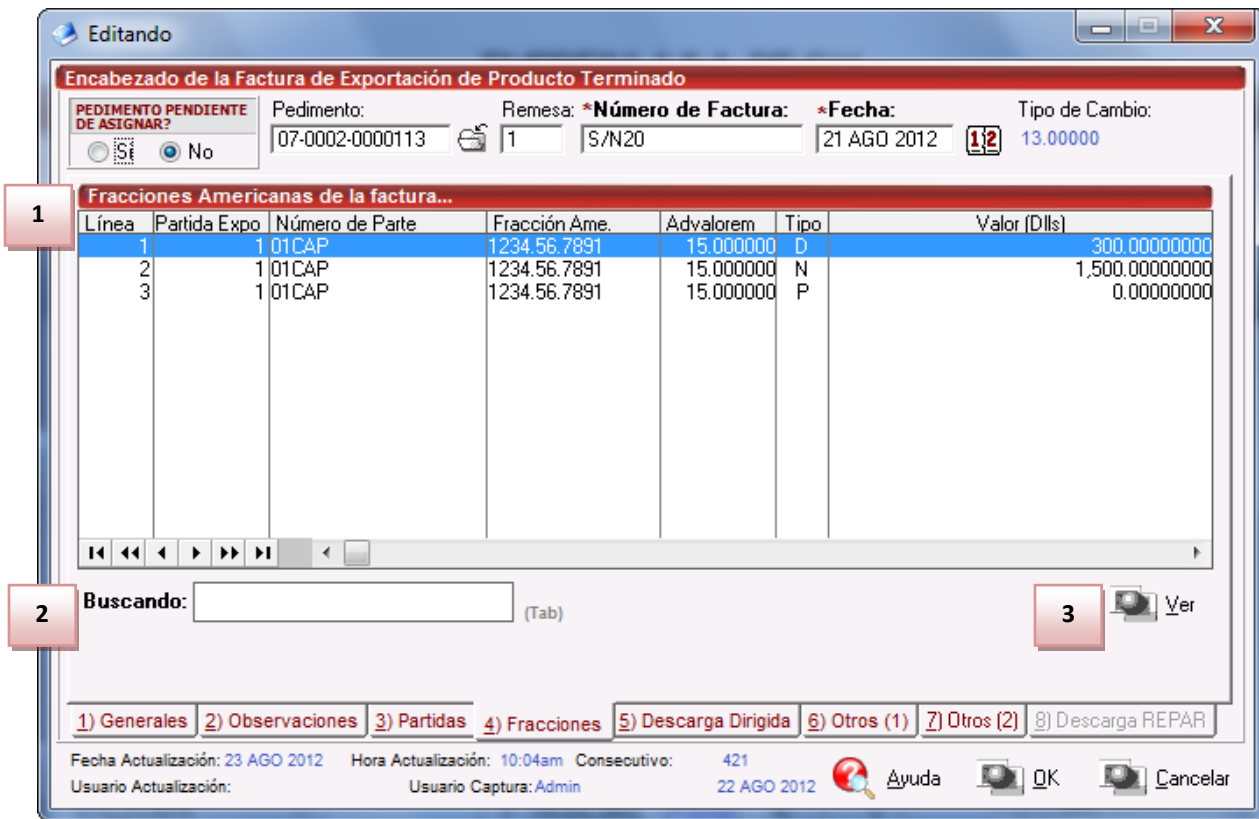 Editando
Encabezado de la Factura de Exportación de Producto Terminado
PEDIMENTO PENDIENTE DE ASIGNAR?
Sí No
Pedimento: Remesa: *Número de Factura: *Fecha: Tipo de Cambio:
07-0002-0000113 1 S/N20 21 AGO 2012 12 13.00000
1
Fracciones Americanas de la factura...
Línea Partida Expo Número de Parte Fracción Ame. Advalorem Tipo Valor (Dlls)
1 1 01CAP 1234.56.7891 15.000000 D 300.00000000
2 1 01CAP 1234.56.7891 15.000000 N 1,500.00000000
3 1 01CAP 1234.56.7891 15.000000 P 0.00000000
2
Buscando: (Tab)
3
Ver
1) Generales 2) Observaciones 3) Partidas 4) Fracciones 5) Descarga Dirigida 6) Otros (1) 7) Otros (2) 8) Descarga REPAR
Fecha Actualización: 23 AGO 2012 Hora Actualización: 10:04am Consecutivo: 421
Usuario Actualización: Usuario Captura: Admin 22 AGO 2012
Ayuda OK Cancelar